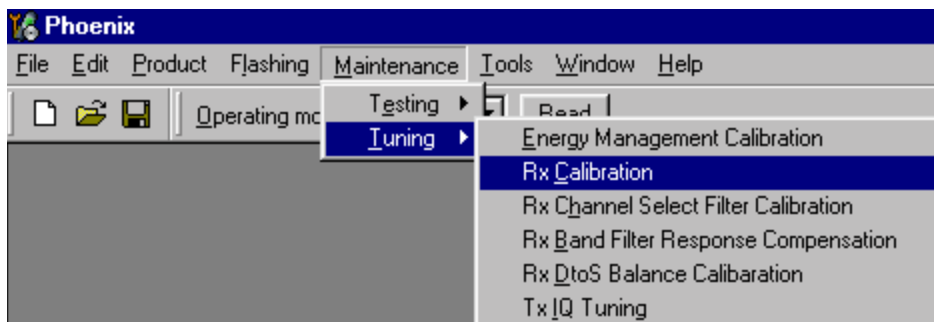 Phoenix
File Edit Product Flashing Maintenance Tools Window Help
Operating mo Testing Read
Tuning
Energy Management Calibration
Rx Calibration
Rx Channel Select Filter Calibration
Rx Band Filter Response Compensation
Rx DtoS Balance Calibaration
Tx IQ Tuning